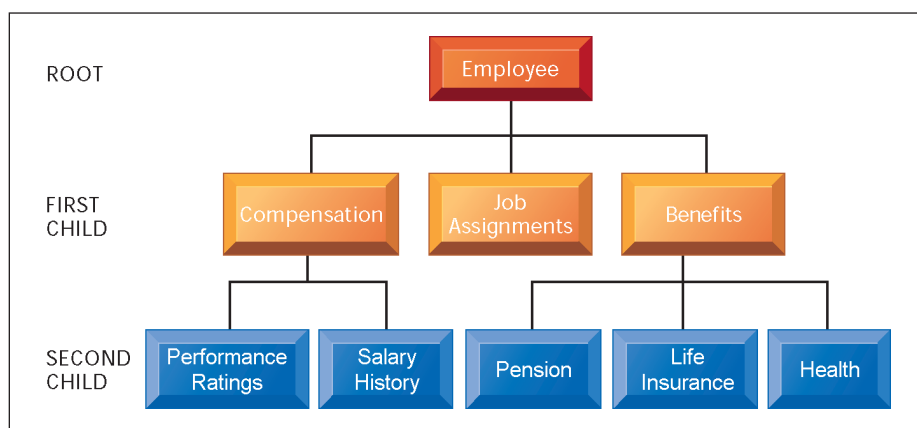 ROOT
Employee
FIRST
CHILD
Compensation
Job
Assignments
Benefits
SECOND
CHILD
Performance
Ratings
Salary
History
Pension
Life
Insurance
Health